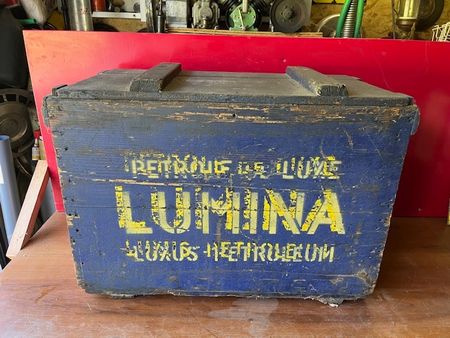 PETROLE DE LUXE
LUMINA
LUXUS PETROLEUM